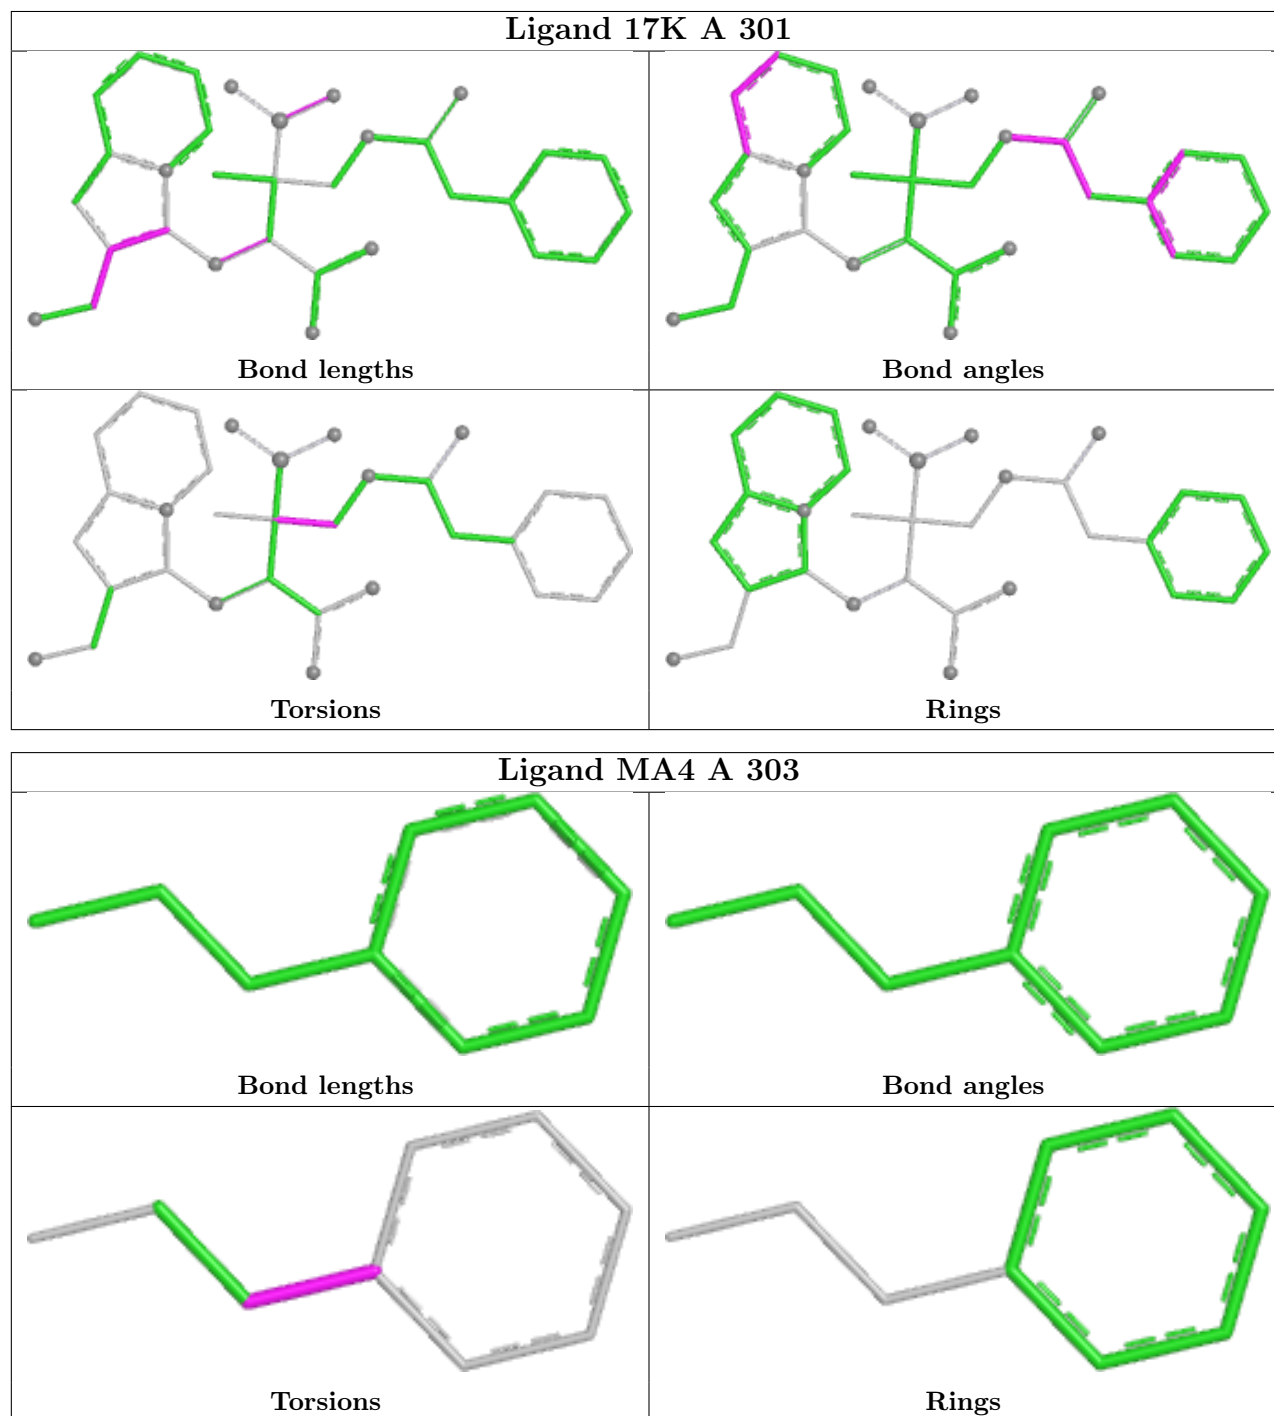 Ligand 17K A 301
Bond lengths
Bond angles
Torsions
Rings
Ligand MA4 A 303
Bond lengths
Bond angles
Torsions
Rings